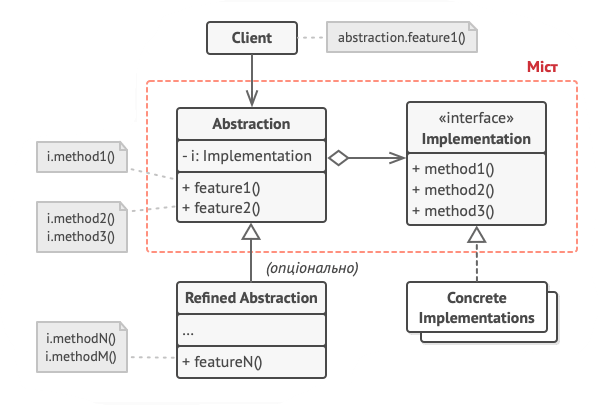 Client
abstraction.feature1()
Міст
Abstraction
- i: Implementation
+ feature1()
+ feature2()
«interface»
Implementation
+ method1()
+ method2()
+ method3()
i.method1()
i.method2()
i.method3()
(опціонально)
Refined Abstraction
...
+ featureN()
Concrete
Implementations
i.methodN()
i.methodM()